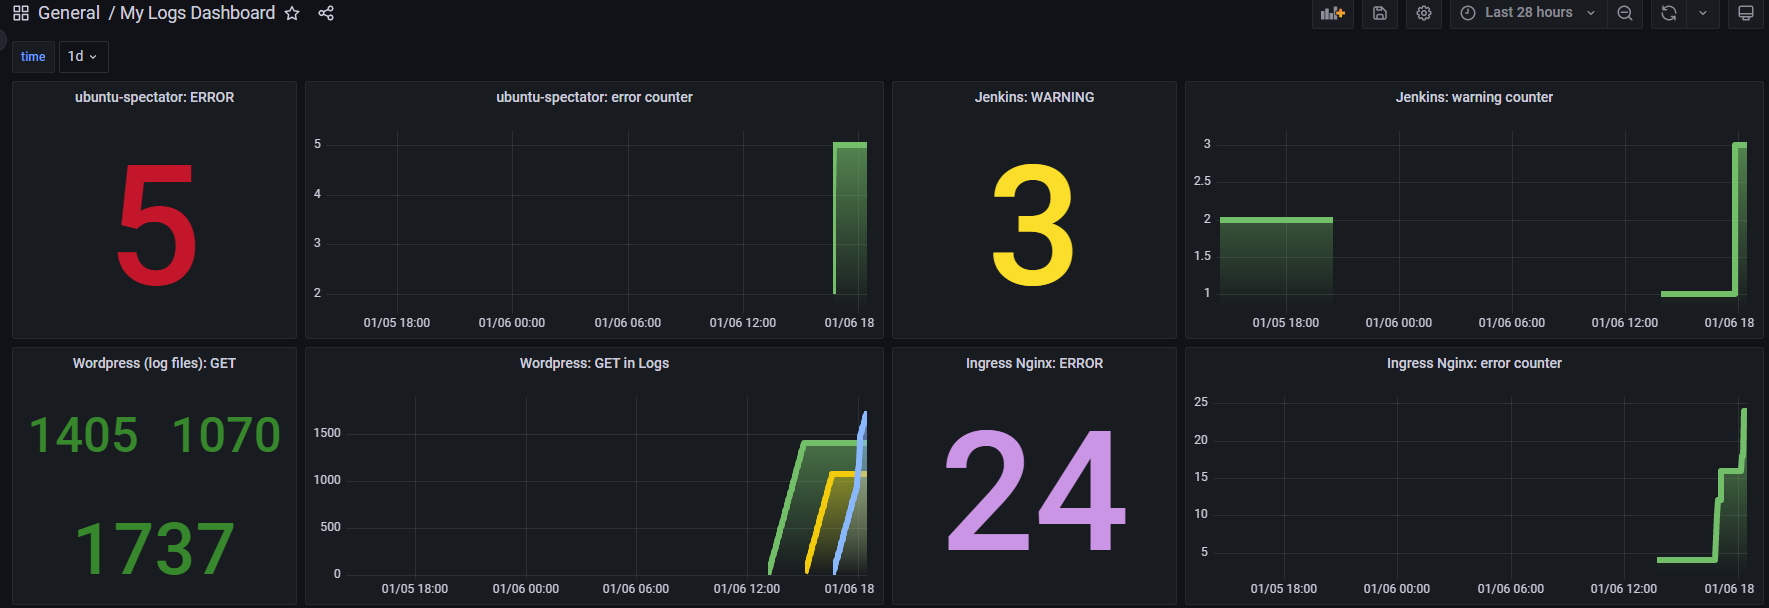 General / My Logs Dashboard
Last 28 hours
time 1d
ubuntu-spectator: ERROR
5
ubuntu-spectator: error counter
5
4
3
2
01/05 18:00 01/06 00:00 01/06 06:00 01/06 12:00 01/06 18
Jenkins: WARNING
3
Jenkins: warning counter
3
2.5
2
1.5
1
01/05 18:00 01/06 00:00 01/06 06:00 01/06 12:00 01/06 18
Wordpress (log files): GET
1405 1070
1737
Wordpress: GET in Logs
1500
1000
500
0
01/05 18:00 01/06 00:00 01/06 06:00 01/06 12:00 01/06 18
Ingress Nginx: ERROR
24
Ingress Nginx: error counter
25
20
15
10
5
01/05 18:00 01/06 00:00 01/06 06:00 01/06 12:00 01/06 18